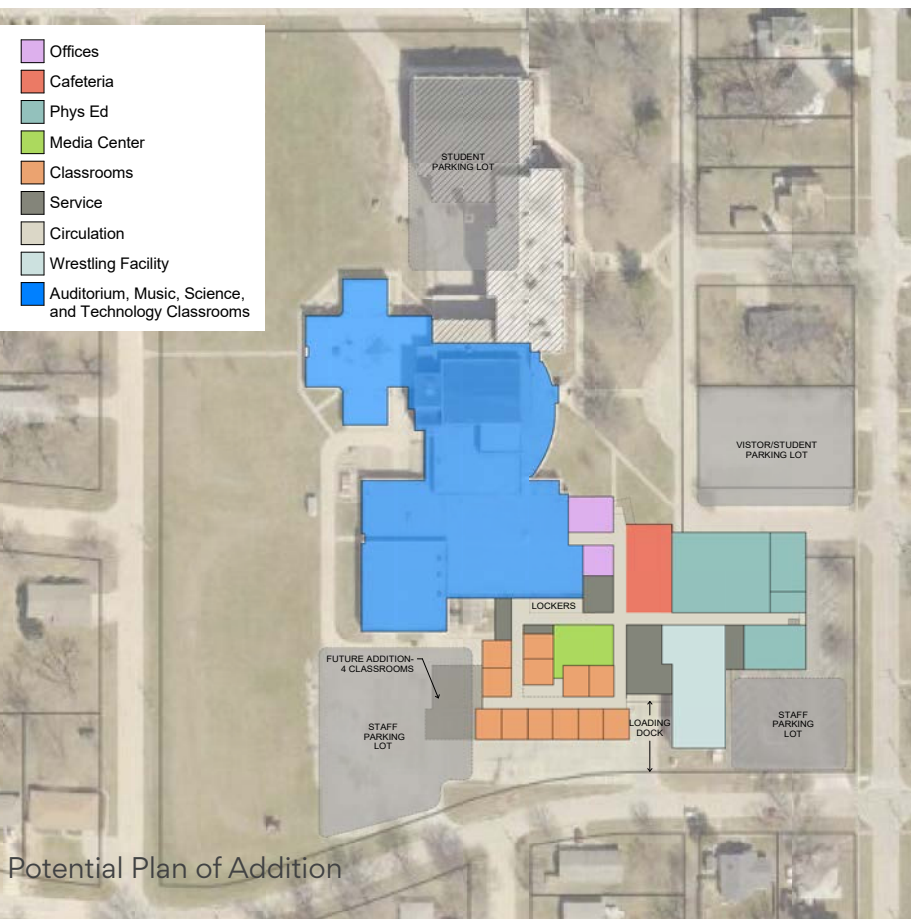 Offices
Cafeteria
Phys Ed
Media Center
Classrooms
Service
Circulation
Wrestling Facility
Auditorium, Music, Science,
and Technology Classrooms
STUDENT
PARKING LOT
VISTOR/STUDENT
PARKING LOT
LOCKERS
FUTURE ADDITION-
4 CLASSROOMS
STAFF
PARKING
LOT
LOADING
DOCK
STAFF
PARKING
LOT
Potential Plan of Addition